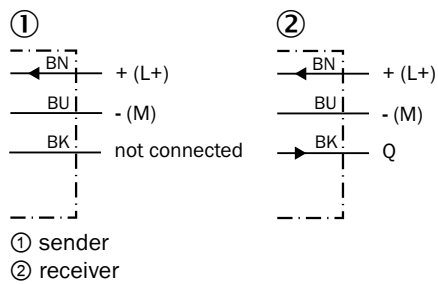 ① ②
BN + (L+) BN + (L+)
BU - (M) BU - (M)
BK not connected BK Q
① sender
② receiver